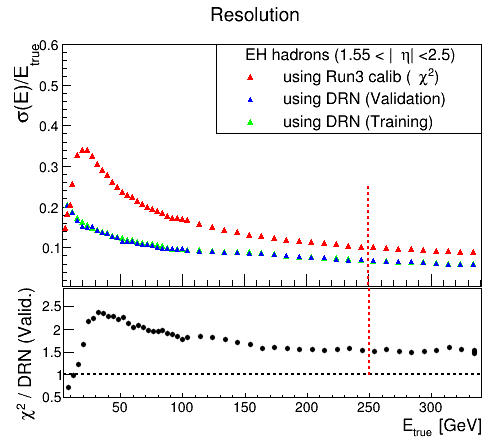 Resolution
σ(E)/E_true
0.6
0.5
0.4
0.3
0.2
0.1
EH hadrons (1.55 < | η| <2.5)
using Run3 calib ( χ²)
using DRN (Validation)
using DRN (Training)
χ² / DRN (Valid.)
2.5
2
1.5
1
0.5
50 100 150 200 250 300
E_true [GeV]